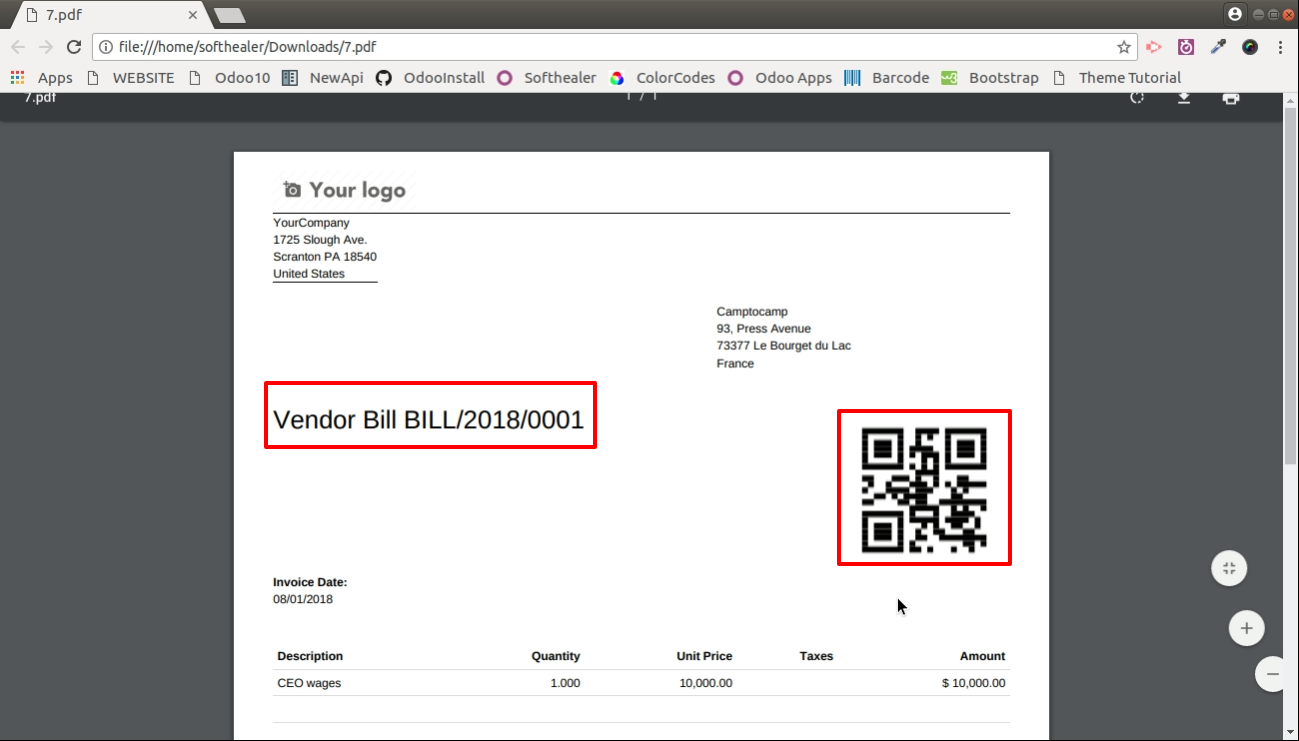 7.pdf
file:///home/softhealer/Downloads/7.pdf
Apps WEBSITE Odoo10 NewApi OdooInstall Softhealer ColorCodes Odoo Apps Barcode Bootstrap Theme Tutorial
7.pdf 1 / 1
Your logo
YourCompany
1725 Slough Ave.
Scranton PA 18540
United States
Camptocamp
93, Press Avenue
73377 Le Bourget du Lac
France
Vendor Bill BILL/2018/0001
Invoice Date:
08/01/2018
Description Quantity Unit Price Taxes Amount
CEO wages 1.000 10,000.00 $ 10,000.00